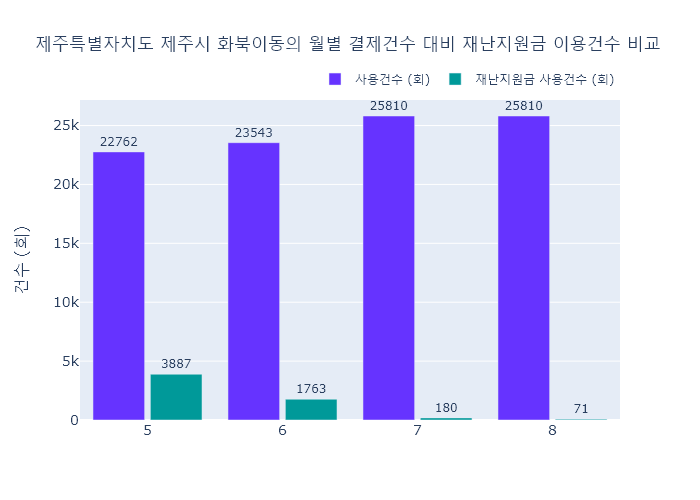 제주특별자치도 제주시 화북이동의 월별 결제건수 대비 재난지원금 이용건수 비교
사용건수 (회)
재난지원금 사용건수 (회)
건수 (회)
25k
20k
15k
10k
5k
0
22762
3887
23543
1763
25810
180
25810
71
5
6
7
8